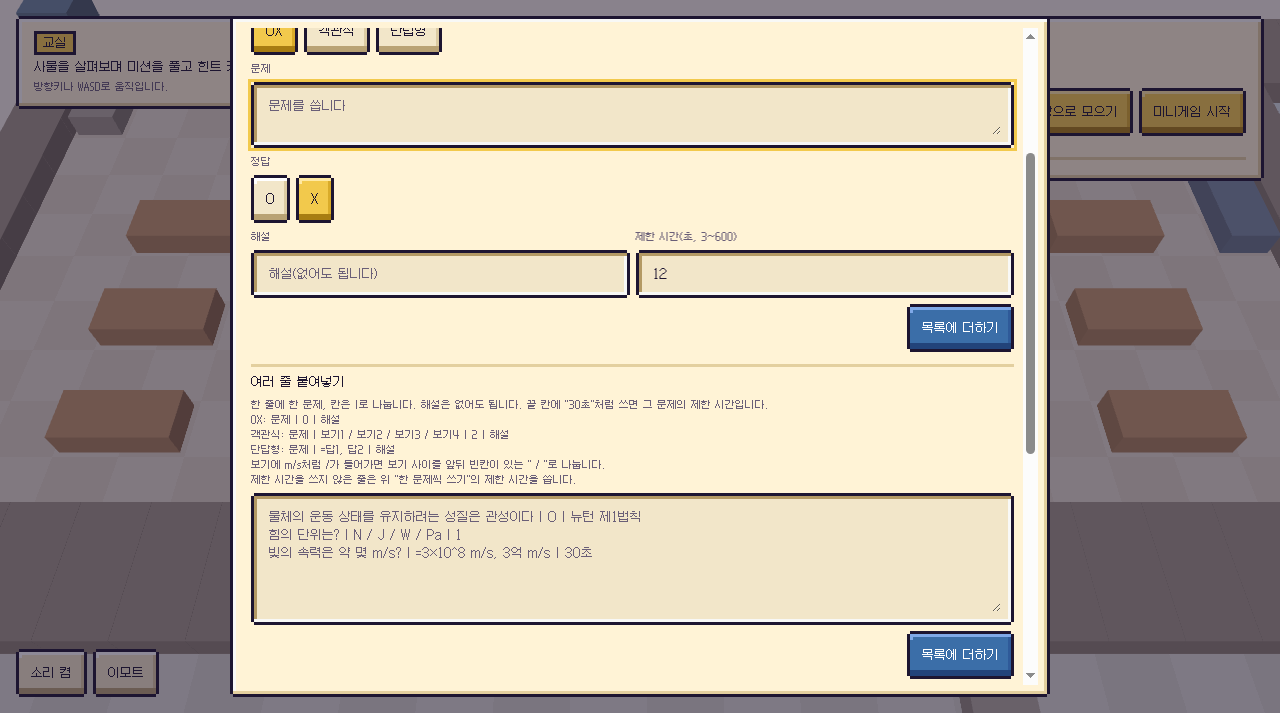 교실
사물을 살펴보며 미션을 풀고 힌트
방향키나 WASD로 움직입니다.
OX
객관식
단답형
문제
문제를 씁니다
정답
O
X
해설
제한 시간(초, 3~600)
해설(없어도 됩니다)
12
목록에 더하기
여러 줄 붙여넣기
한 줄에 한 문제, 칸은 |로 나눕니다. 해설은 없어도 됩니다. 끝 칸에 "30초"처럼 쓰면 그 문제의 제한 시간입니다.
OX: 문제 | O | 해설
객관식: 문제 | 보기1 / 보기2 / 보기3 / 보기4 | 2 | 해설
단답형: 문제 | =답1, 답2 | 해설
보기에 m/s처럼 /가 들어가면 보기 사이를 앞뒤 빈칸이 있는 " / "로 나눕니다.
제한 시간을 쓰지 않은 줄은 위 "한 문제씩 쓰기"의 제한 시간을 씁니다.
물체의 운동 상태를 유지하려는 성질은 관성이다 | O | 뉴턴 제1법칙
힘의 단위는? | N / J / W / Pa | 1
빛의 속력은 약 몇 m/s? | =3×10^8 m/s, 3억 m/s | 30초
목록에 더하기
으로 모으기
미니게임 시작
소리 켬
이모트